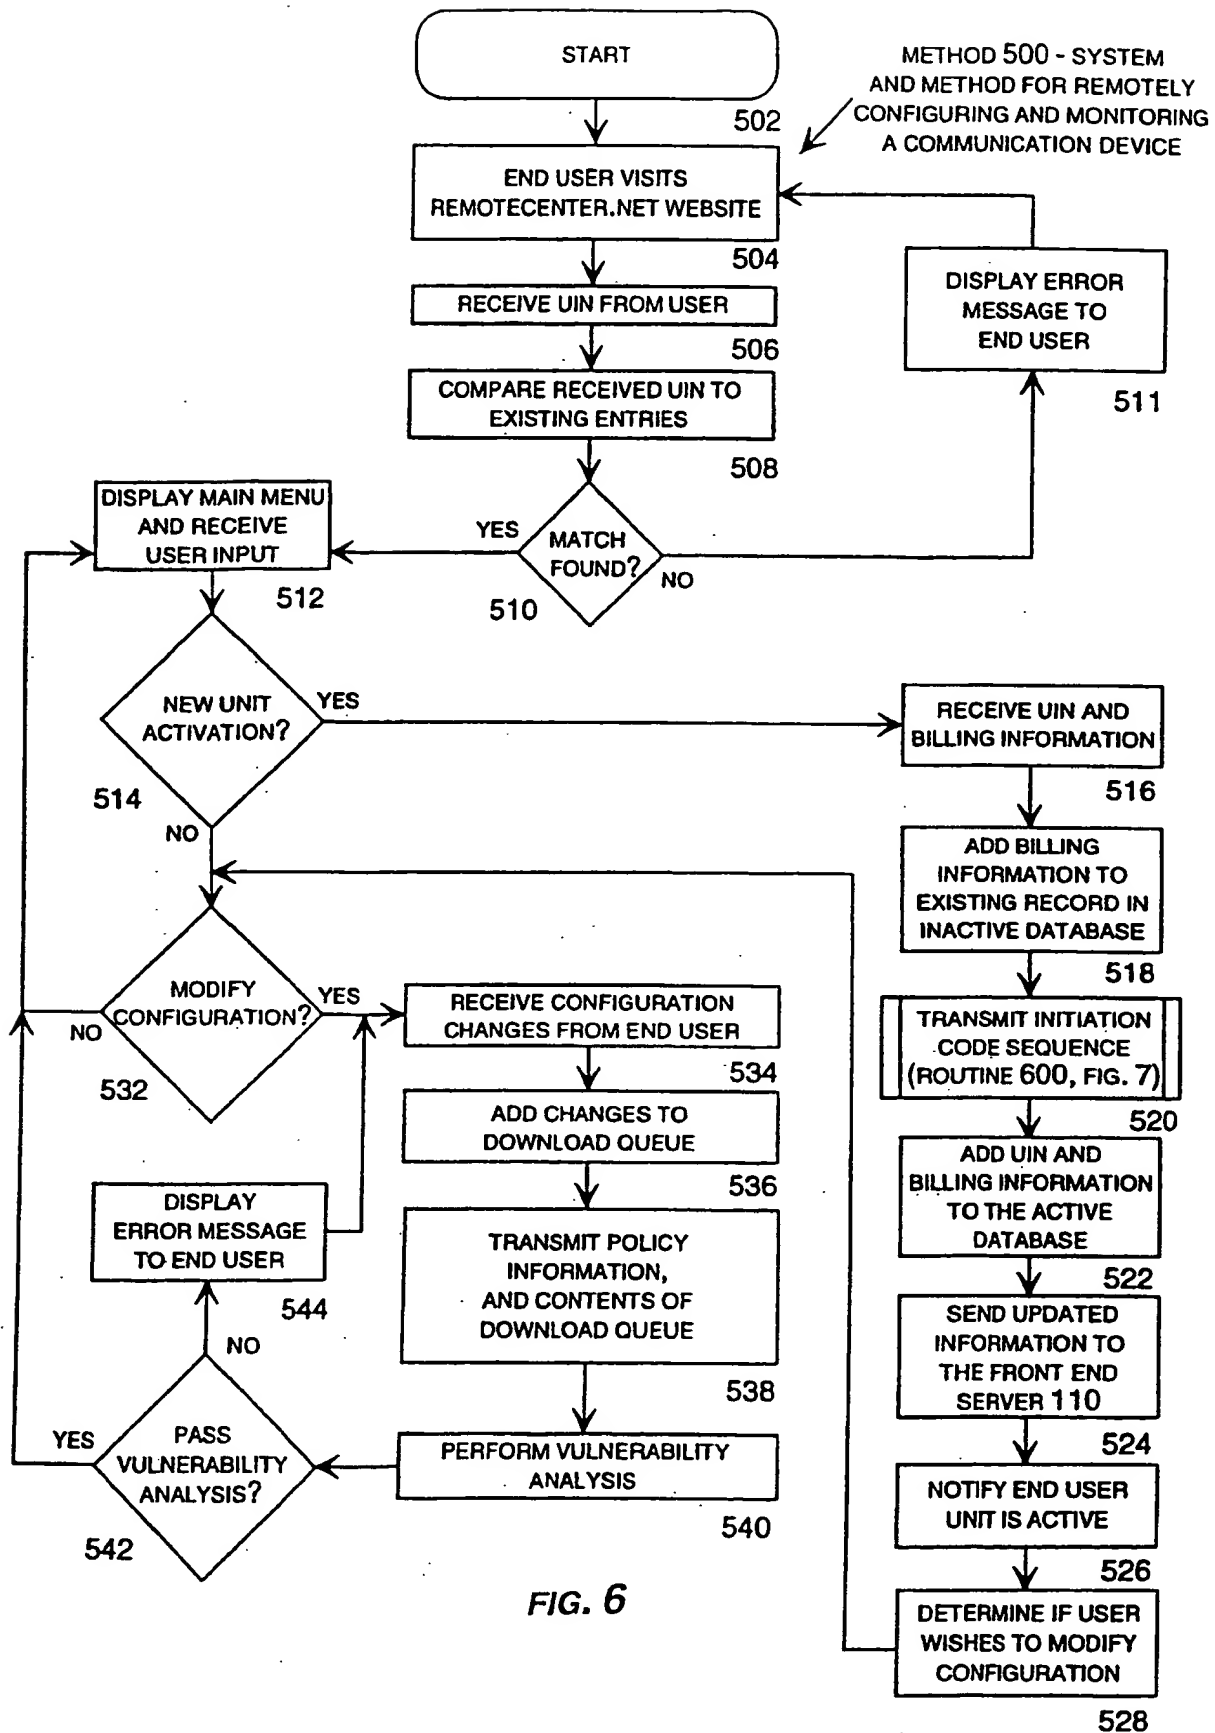 START
METHOD 500 - SYSTEM
AND METHOD FOR REMOTELY
CONFIGURING AND MONITORING
A COMMUNICATION DEVICE
502
END USER VISITS
REMOTECENTER.NET WEBSITE
504
RECEIVE UIN FROM USER
506
COMPARE RECEIVED UIN TO
EXISTING ENTRIES
508
DISPLAY ERROR
MESSAGE TO
END USER
511
MATCH
FOUND?
YES
NO
510
DISPLAY MAIN MENU
AND RECEIVE
USER INPUT
512
NEW UNIT
ACTIVATION?
YES
514
NO
RECEIVE UIN AND
BILLING INFORMATION
516
ADD BILLING
INFORMATION TO
EXISTING RECORD IN
INACTIVE DATABASE
518
TRANSMIT INITIATION
CODE SEQUENCE
(ROUTINE 600, FIG. 7)
520
ADD UIN AND
BILLING INFORMATION
TO THE ACTIVE
DATABASE
522
SEND UPDATED
INFORMATION TO
THE FRONT END
SERVER 110
524
NOTIFY END USER
UNIT IS ACTIVE
526
DETERMINE IF USER
WISHES TO MODIFY
CONFIGURATION
528
MODIFY
CONFIGURATION?
YES
NO
532
RECEIVE CONFIGURATION
CHANGES FROM END USER
534
ADD CHANGES TO
DOWNLOAD QUEUE
536
TRANSMIT POLICY
INFORMATION,
AND CONTENTS OF
DOWNLOAD QUEUE
538
PERFORM VULNERABILITY
ANALYSIS
540
DISPLAY
ERROR MESSAGE
TO END USER
544
NO
PASS
VULNERABILITY
ANALYSIS?
YES
542
FIG. 6